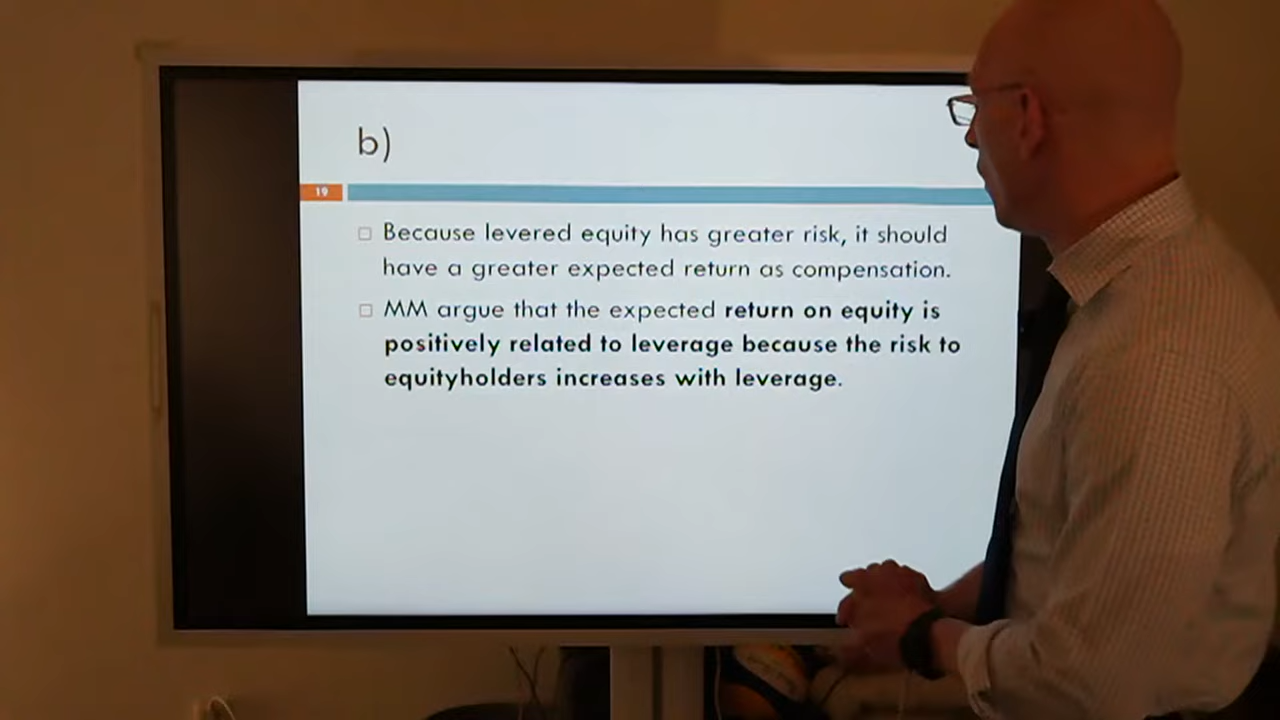 b)
19
Because levered equity has greater risk, it should
have a greater expected return as compensation.
MM argue that the expected return on equity is
positively related to leverage because the risk to
equityholders increases with leverage.